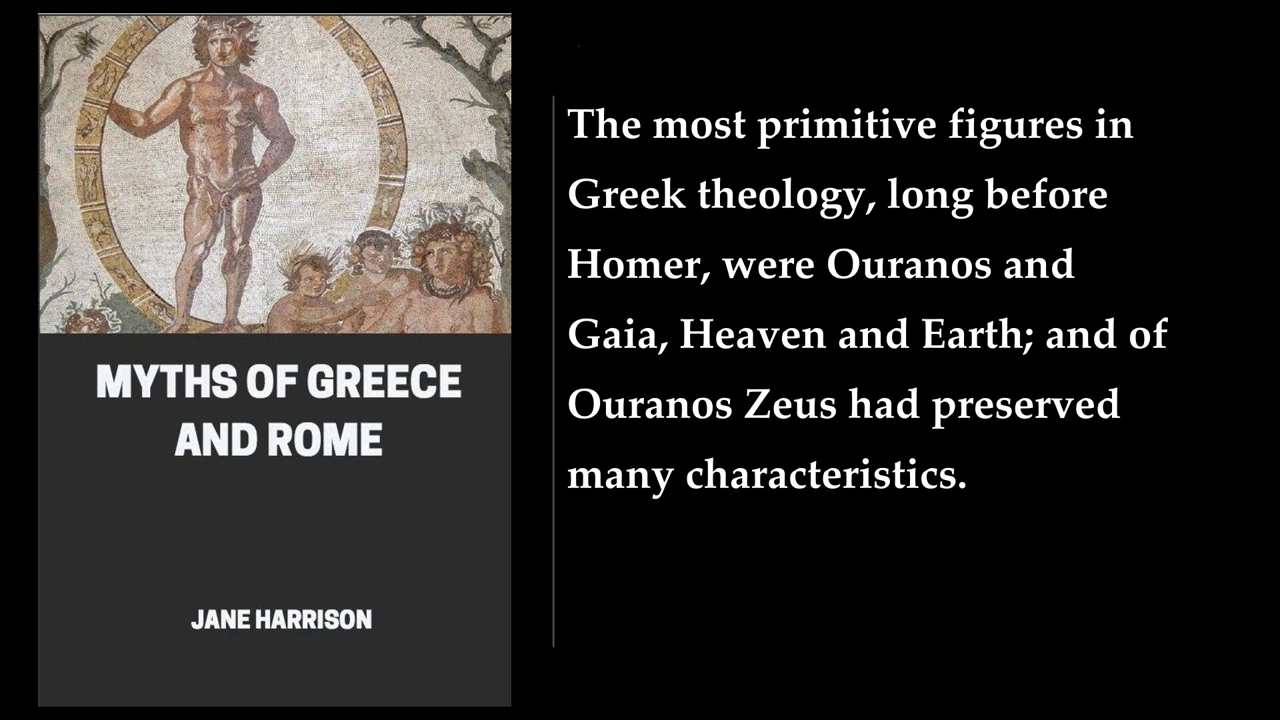 MYTHS OF GREECE
AND ROME
JANE HARRISON
The most primitive figures in
Greek theology, long before
Homer, were Ouranos and
Gaia, Heaven and Earth; and of
Ouranos Zeus had preserved
many characteristics.